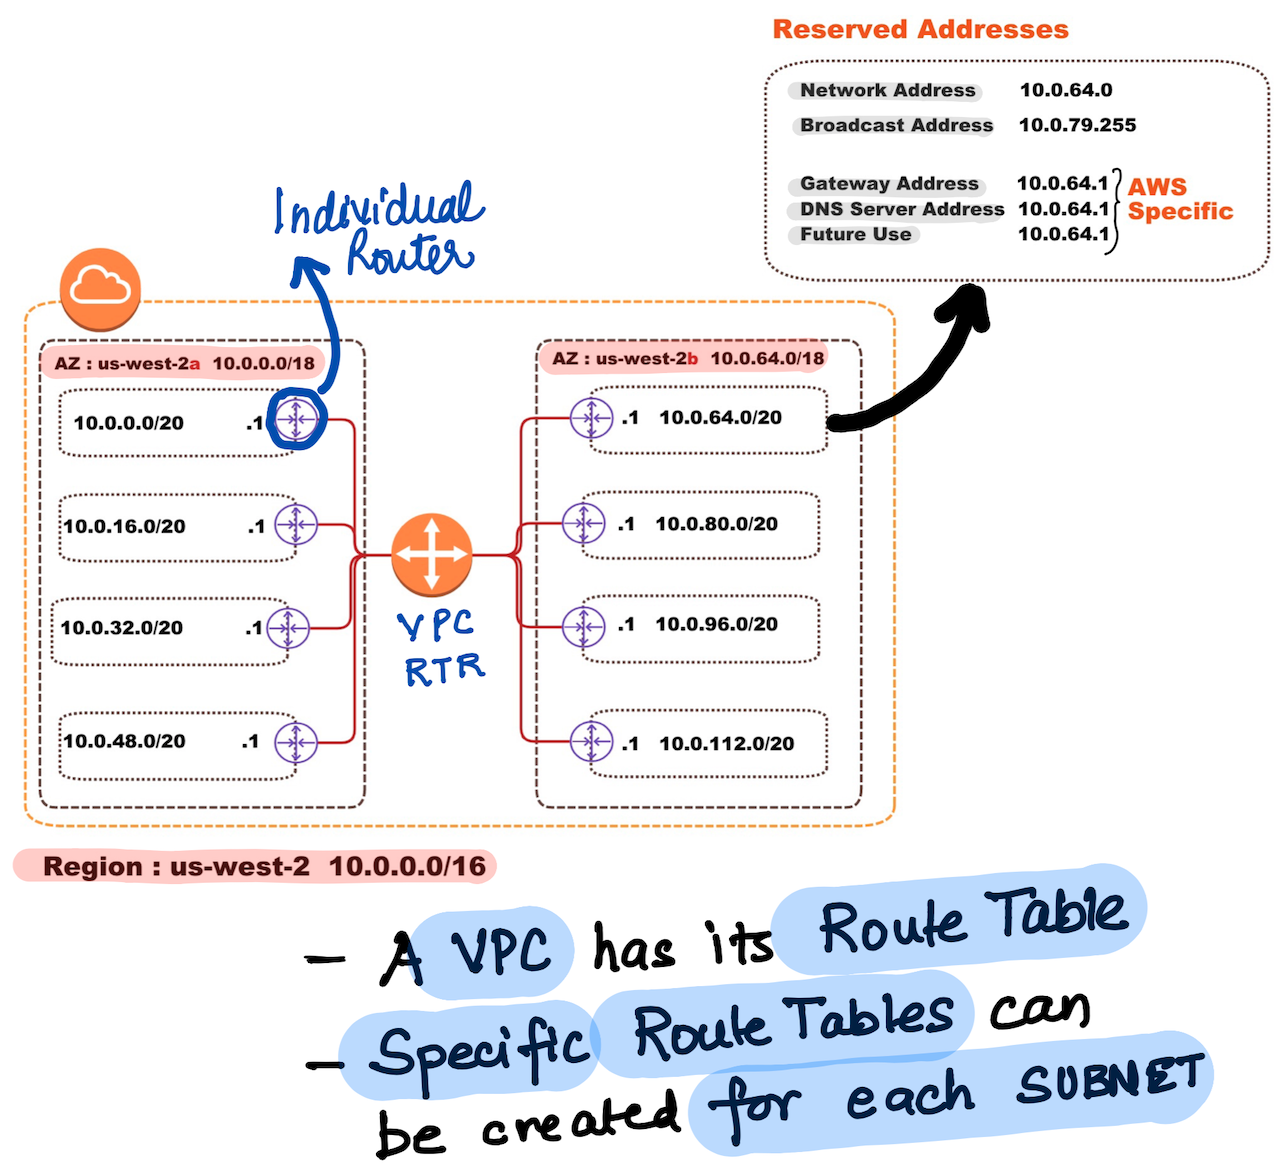 Reserved Addresses
Network Address 10.0.64.0
Broadcast Address 10.0.79.255
Gateway Address 10.0.64.1
DNS Server Address 10.0.64.1
Future Use 10.0.64.1
AWS
Specific
Individual
Router
AZ : us-west-2a 10.0.0.0/18
10.0.0.0/20 .1
10.0.16.0/20 .1
10.0.32.0/20 .1
10.0.48.0/20 .1
VPC
RTR
AZ : us-west-2b 10.0.64.0/18
.1 10.0.64.0/20
.1 10.0.80.0/20
.1 10.0.96.0/20
.1 10.0.112.0/20
Region : us-west-2 10.0.0.0/16
- A VPC has its Route Table
- Specific Route Tables can
be created for each SUBNET